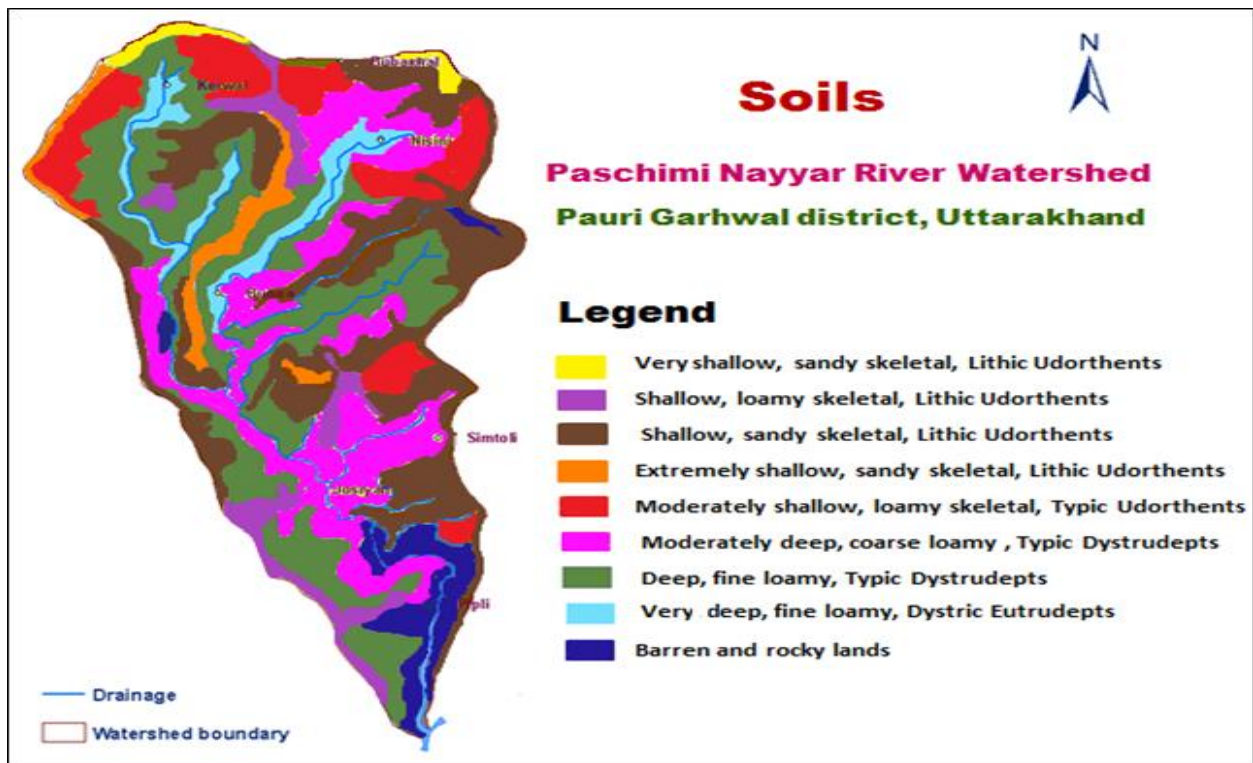 N
Soils
Paschimi Nayyar River Watershed
Pauri Garhwal district, Uttarakhand
Legend
Very shallow, sandy skeletal, Lithic Udorthents
Shallow, loamy skeletal, Lithic Udorthents
Shallow, sandy skeletal, Lithic Udorthents
Extremely shallow, sandy skeletal, Lithic Udorthents
Moderately shallow, loamy skeletal, Typic Udorthents
Moderately deep, coarse loamy , Typic Dystrudepts
Deep, fine loamy, Typic Dystrudepts
Very deep, fine loamy, Dystric Eutrudepts
Barren and rocky lands
Simtoli
Drainage
Watershed boundary